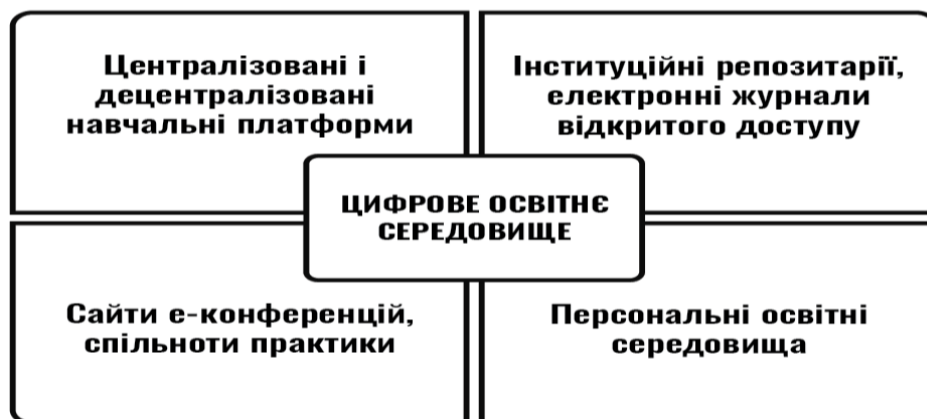 Централізовані і
децентралізовані
навчальні платформи
Інституційні репозитарії,
електронні журнали
відкритого доступу
ЦИФРОВЕ ОСВІТНЄ
СЕРЕДОВИЩЕ
Сайти е-конференцій,
спільноти практики
Персональні освітні
середовища